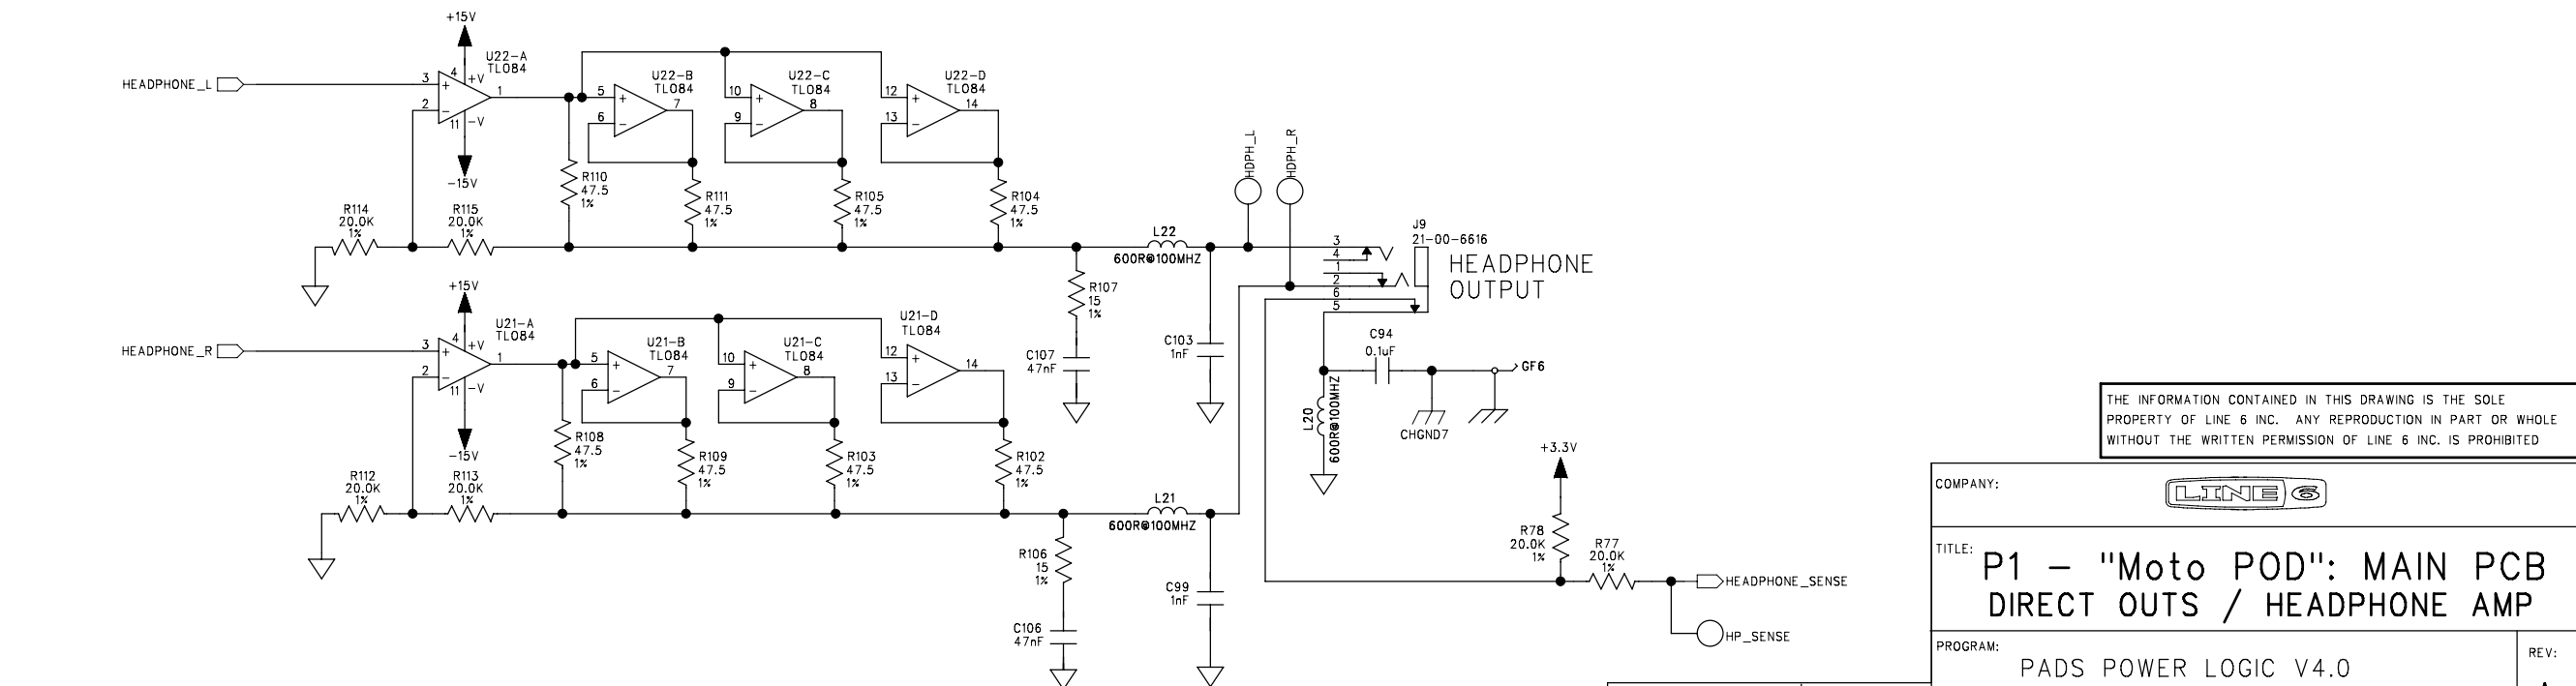 +15V
U22-A
TL084
HEADPHONE_L
3
4
+V
+
2
-
11
-V
1
-15V
U22-B
TL084
5
+
6
-
7
U22-C
TL084
10
+
9
-
8
U22-D
TL084
12
+
13
-
14
R110
47.5
1%
R111
47.5
1%
R105
47.5
1%
R104
47.5
1%
R114
20.0K
1%
R115
20.0K
1%
HDPH_L
HDPH_R
L22
600R@100MHZ
R107
15
1%
C107
47nF
C103
1nF
J9
21-00-6616
3
4
1
2
6
5
HEADPHONE
OUTPUT
C94
0.1uF
GF6
CHGND7
L20
600R@100MHZ
+15V
U21-A
TL084
HEADPHONE_R
3
4
+V
+
2
-
11
-V
1
-15V
U21-B
TL084
5
+
6
-
7
U21-C
TL084
10
+
9
-
8
U21-D
TL084
12
+
13
-
14
R108
47.5
1%
R109
47.5
1%
R103
47.5
1%
R102
47.5
1%
R112
20.0K
1%
R113
20.0K
1%
L21
600R@100MHZ
R106
15
1%
C106
47nF
C99
1nF
+3.3V
R78
20.0K
1%
R77
20.0K
1%
HEADPHONE_SENSE
HP_SENSE
THE INFORMATION CONTAINED IN THIS DRAWING IS THE SOLE
PROPERTY OF LINE 6 INC. ANY REPRODUCTION IN PART OR WHOLE
WITHOUT THE WRITTEN PERMISSION OF LINE 6 INC. IS PROHIBITED
COMPANY:
LINE 6
TITLE:
P1 - "Moto POD": MAIN PCB
DIRECT OUTS / HEADPHONE AMP
PROGRAM:
PADS POWER LOGIC V4.0
REV: